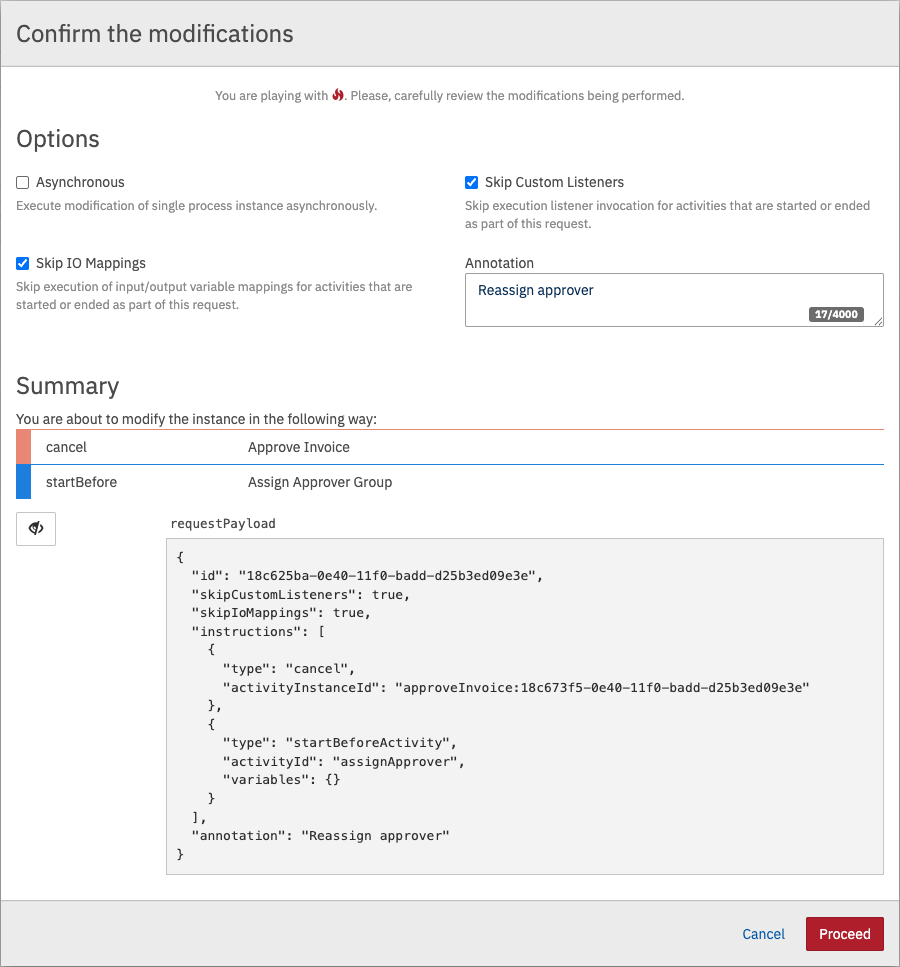 Confirm the modifications
You are playing with . Please, carefully review the modifications being performed.
Options
Asynchronous
Execute modification of single process instance asynchronously.
Skip Custom Listeners
Skip execution listener invocation for activities that are started or ended
as part of this request.
Skip IO Mappings
Skip execution of input/output variable mappings for activities that are
started or ended as part of this request.
Annotation
Reassign approver
17/4000
Summary
You are about to modify the instance in the following way:
cancel Approve Invoice
startBefore Assign Approver Group
requestPayload
{
  "id": "18c625ba-0e40-11f0-badd-d25b3ed09e3e",
  "skipCustomListeners": true,
  "skipIoMappings": true,
  "instructions": [
    {
      "type": "cancel",
      "activityInstanceId": "approveInvoice:18c673f5-0e40-11f0-badd-d25b3ed09e3e"
    },
    {
      "type": "startBeforeActivity",
      "activityId": "assignApprover",
      "variables": {}
    }
  ],
  "annotation": "Reassign approver"
}
Cancel
Proceed